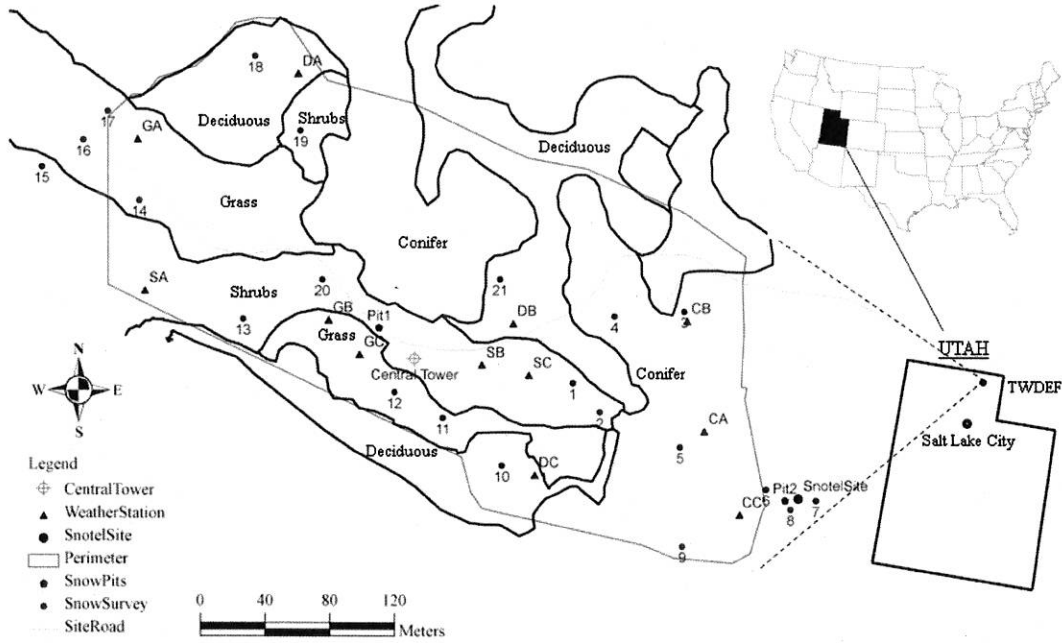 18
DA
Deciduous
Shrubs
19
17
GA
16
15
14
Grass
Deciduous
Conifer
SA
Shrubs
20
21
13
GB
Pit1
Grass
GC
Central Tower
DB
SB
SC
4
3
CB
Conifer
1
2
12
11
CA
5
Deciduous
10
DC
CC
6
Pit2
SnotelSite
8
7
9
UTAH
TWDEF
Salt Lake City
N
W E
S
Legend
CentralTower
WeatherStation
SnotelSite
Perimeter
SnowPits
SnowSurvey
SiteRoad
0 40 80 120
Meters